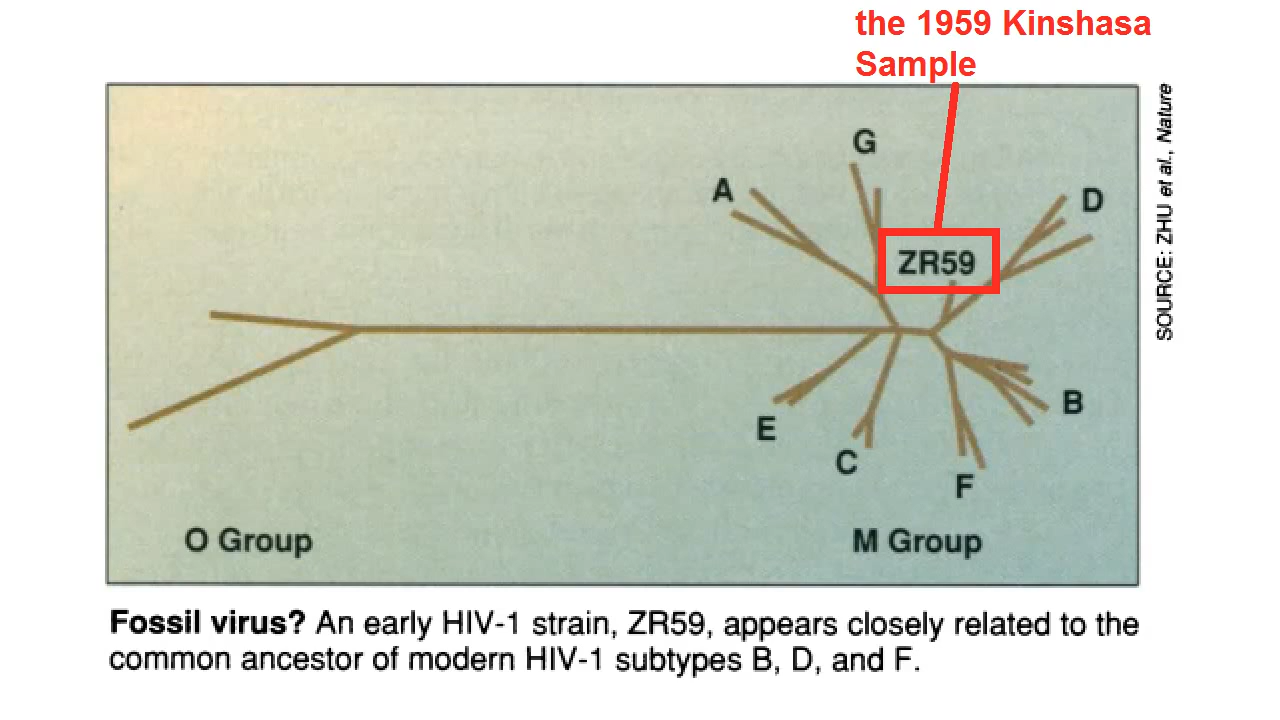 the 1959 Kinshasa
Sample
G
A
D
ZR59
E
B
C
F
O Group
M Group
SOURCE: ZHU et al., Nature
Fossil virus? An early HIV-1 strain, ZR59, appears closely related to the
common ancestor of modern HIV-1 subtypes B, D, and F.